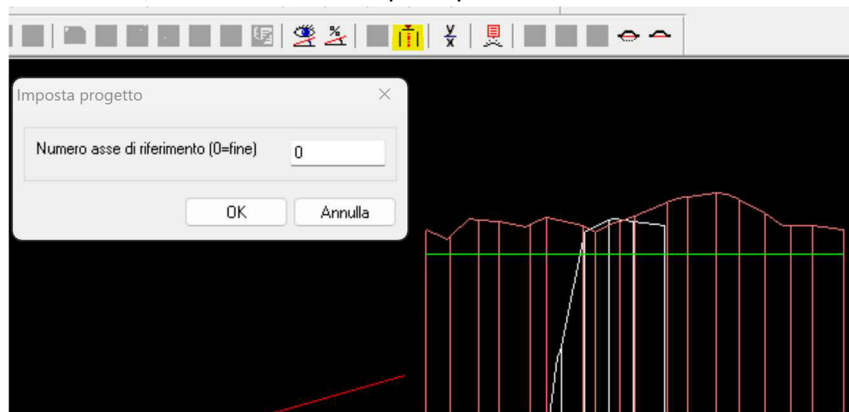 %
y
x
Imposta progetto
Numero asse di riferimento (0=fine)
0
OK
Annulla